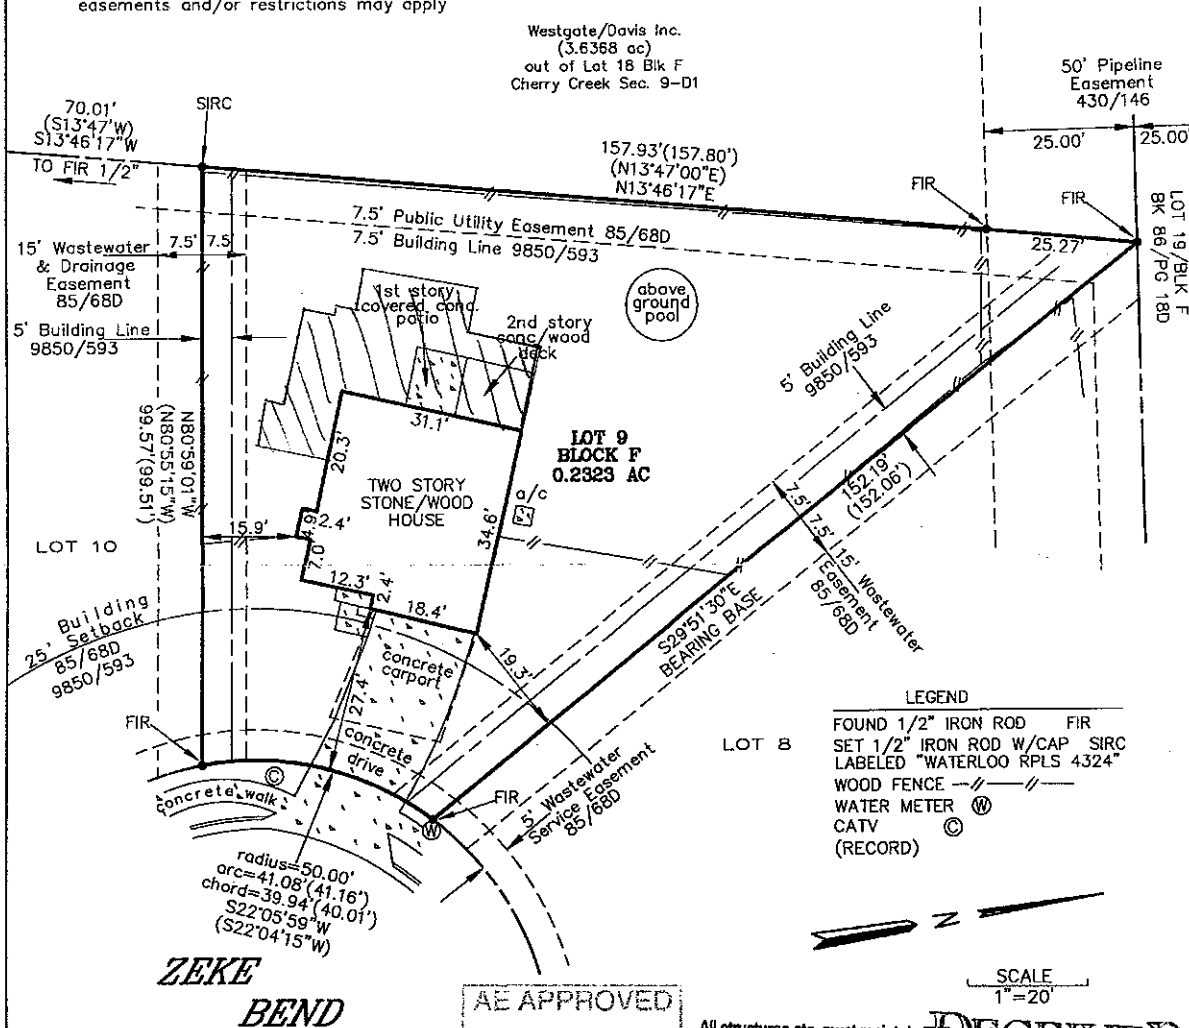 easements and/or restrictions may apply
Westgate/Davis Inc.
(3.6368 ac)
out of Lot 18 Blk F
Cherry Creek Sec. 9-D1
50' Pipeline
Easement
430/146
25.00'
25.00'
70.01'
(S13°47'W)
S13°46'17"W
TO FIR 1/2"
SIRC
157.93'(157.80')
(N13°47'00"E)
N13°46'17"E
FIR
FIR
25.27'
LOT 19/BLK F
BK 86/PG 18D
7.5' Public Utility Easement 85/68D
7.5' Building Line 9850/593
15' Wastewater
& Drainage
Easement
85/68D
7.5'
7.5'
5' Building Line
9850/593
1st story
covered conc.
patio
2nd story
conc wood
deck
above
ground
pool
5' Building Line
9850/593
N80°59'01"W
(N80°55'15"W)
99.57'(99.51')
31.1'
20.3'
LOT 9
BLOCK F
0.2323 AC
TWO STORY
STONE/WOOD
HOUSE
a/c
4.9'
2.4'
7.0'
34.6'
15.9'
12.3'
2.4'
18.4'
152.19'
(152.06')
7.5'
7.5'
15' Wastewater
Easement
85/68D
S29°51'30"E
BEARING BASE
LOT 10
25' Building
Setback
85/68D
9850/593
concrete
carport
27.4'
19.3'
concrete
drive
FIR
FIR
concrete walk
C
W
5' Wastewater
Service Easement
85/68D
LOT 8
LEGEND
FOUND 1/2" IRON ROD FIR
SET 1/2" IRON ROD W/CAP SIRC
LABELED "WATERLOO RPLS 4324"
WOOD FENCE —//——//——
WATER METER W
CATV C
(RECORD)
radius=50.00'
arc=41.08'(41.16')
chord=39.94'(40.01')
S22°05'59"W
(S22°04'15"W)
N
SCALE
1"=20'
ZEKE
BEND
AE APPROVED